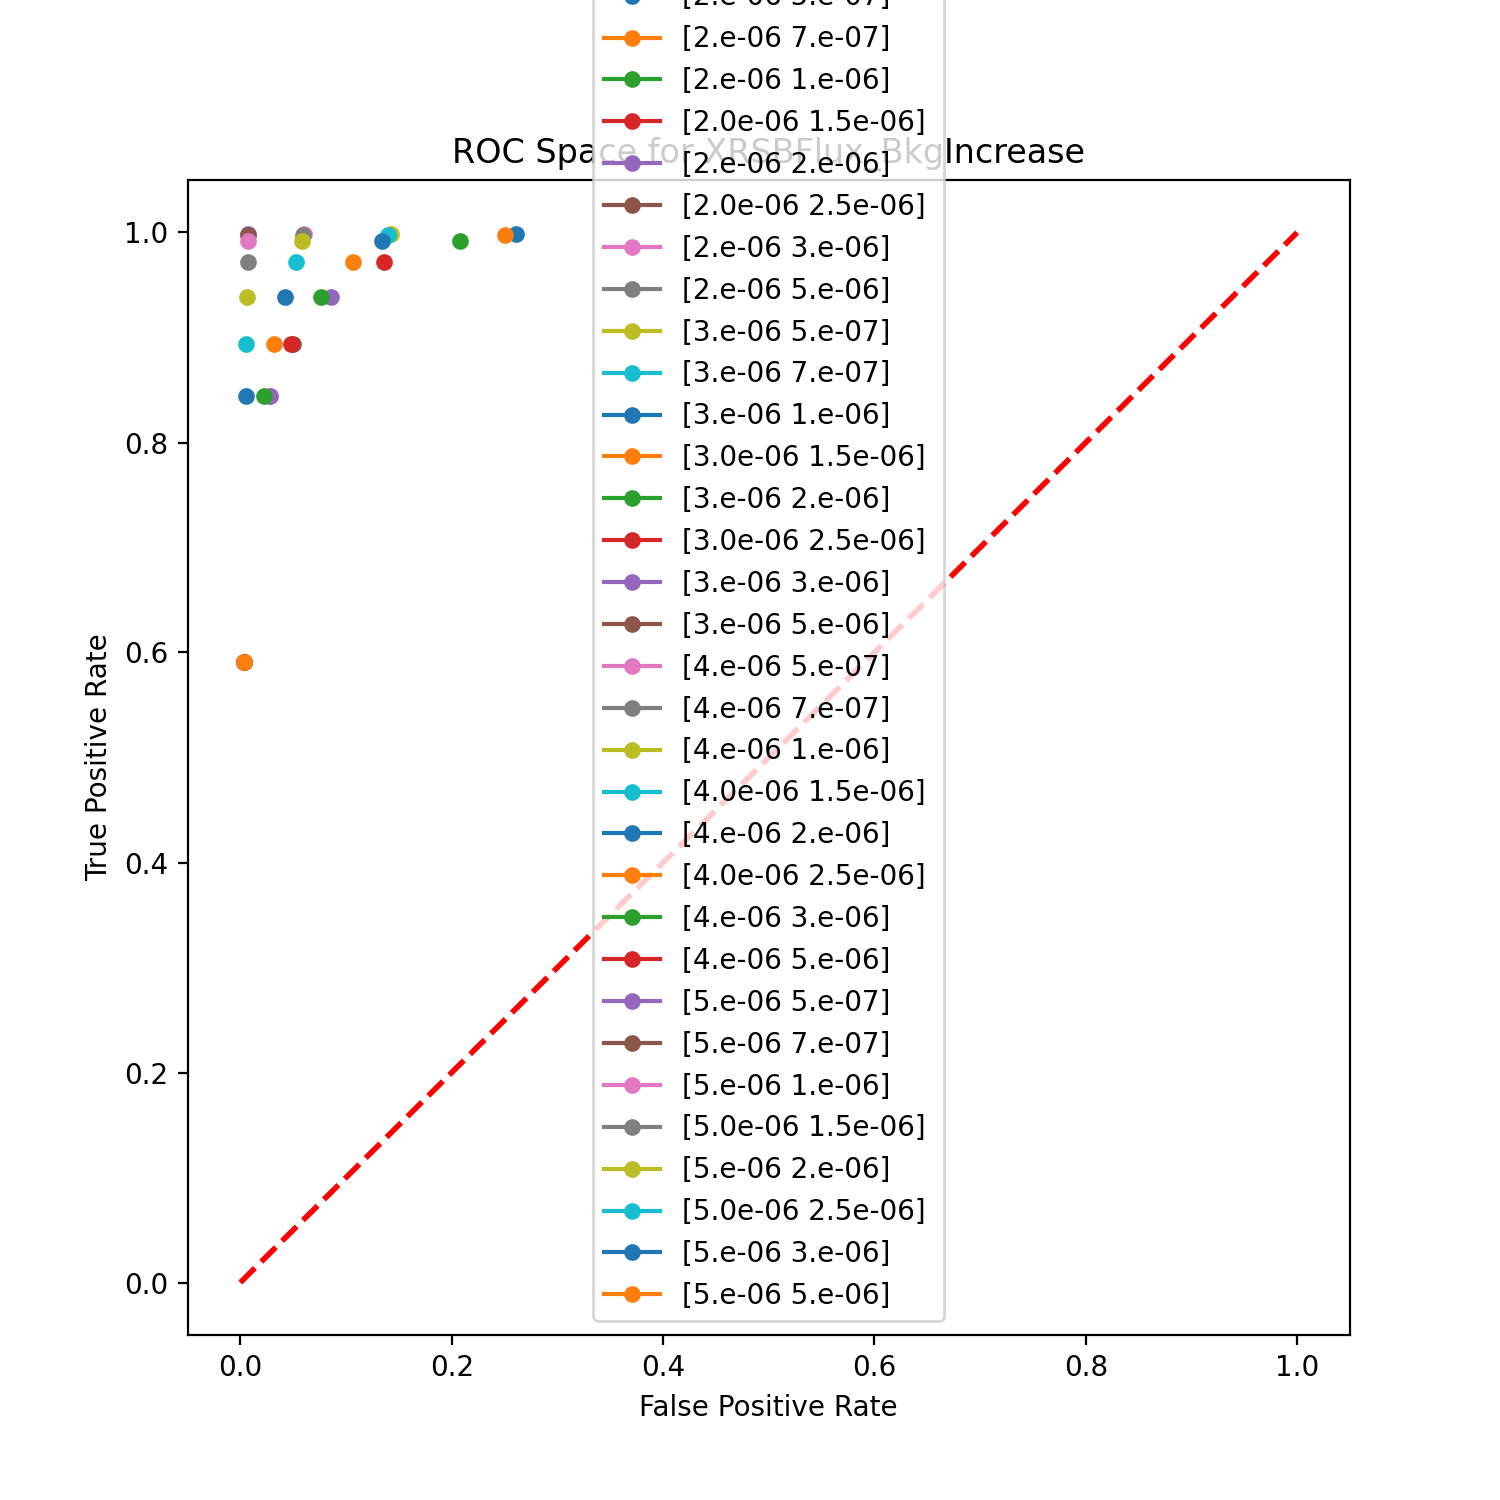 [2.e-06 5.e-07]
[2.e-06 7.e-07]
[2.e-06 1.e-06]
[2.0e-06 1.5e-06]
ROC Space for XRSBFlux_BkgIncrease
[2.e-06 2.e-06]
[2.0e-06 2.5e-06]
[2.e-06 3.e-06]
[2.e-06 5.e-06]
[3.e-06 5.e-07]
[3.e-06 7.e-07]
[3.e-06 1.e-06]
[3.0e-06 1.5e-06]
[3.e-06 2.e-06]
[3.0e-06 2.5e-06]
[3.e-06 3.e-06]
[3.e-06 5.e-06]
[4.e-06 5.e-07]
[4.e-06 7.e-07]
[4.e-06 1.e-06]
[4.0e-06 1.5e-06]
[4.e-06 2.e-06]
[4.0e-06 2.5e-06]
[4.e-06 3.e-06]
[4.e-06 5.e-06]
[5.e-06 5.e-07]
[5.e-06 7.e-07]
[5.e-06 1.e-06]
[5.0e-06 1.5e-06]
[5.e-06 2.e-06]
[5.0e-06 2.5e-06]
[5.e-06 3.e-06]
[5.e-06 5.e-06]
1.0
0.8
0.6
0.4
0.2
0.0
True Positive Rate
0.0 0.2 0.4 0.6 0.8 1.0
False Positive Rate